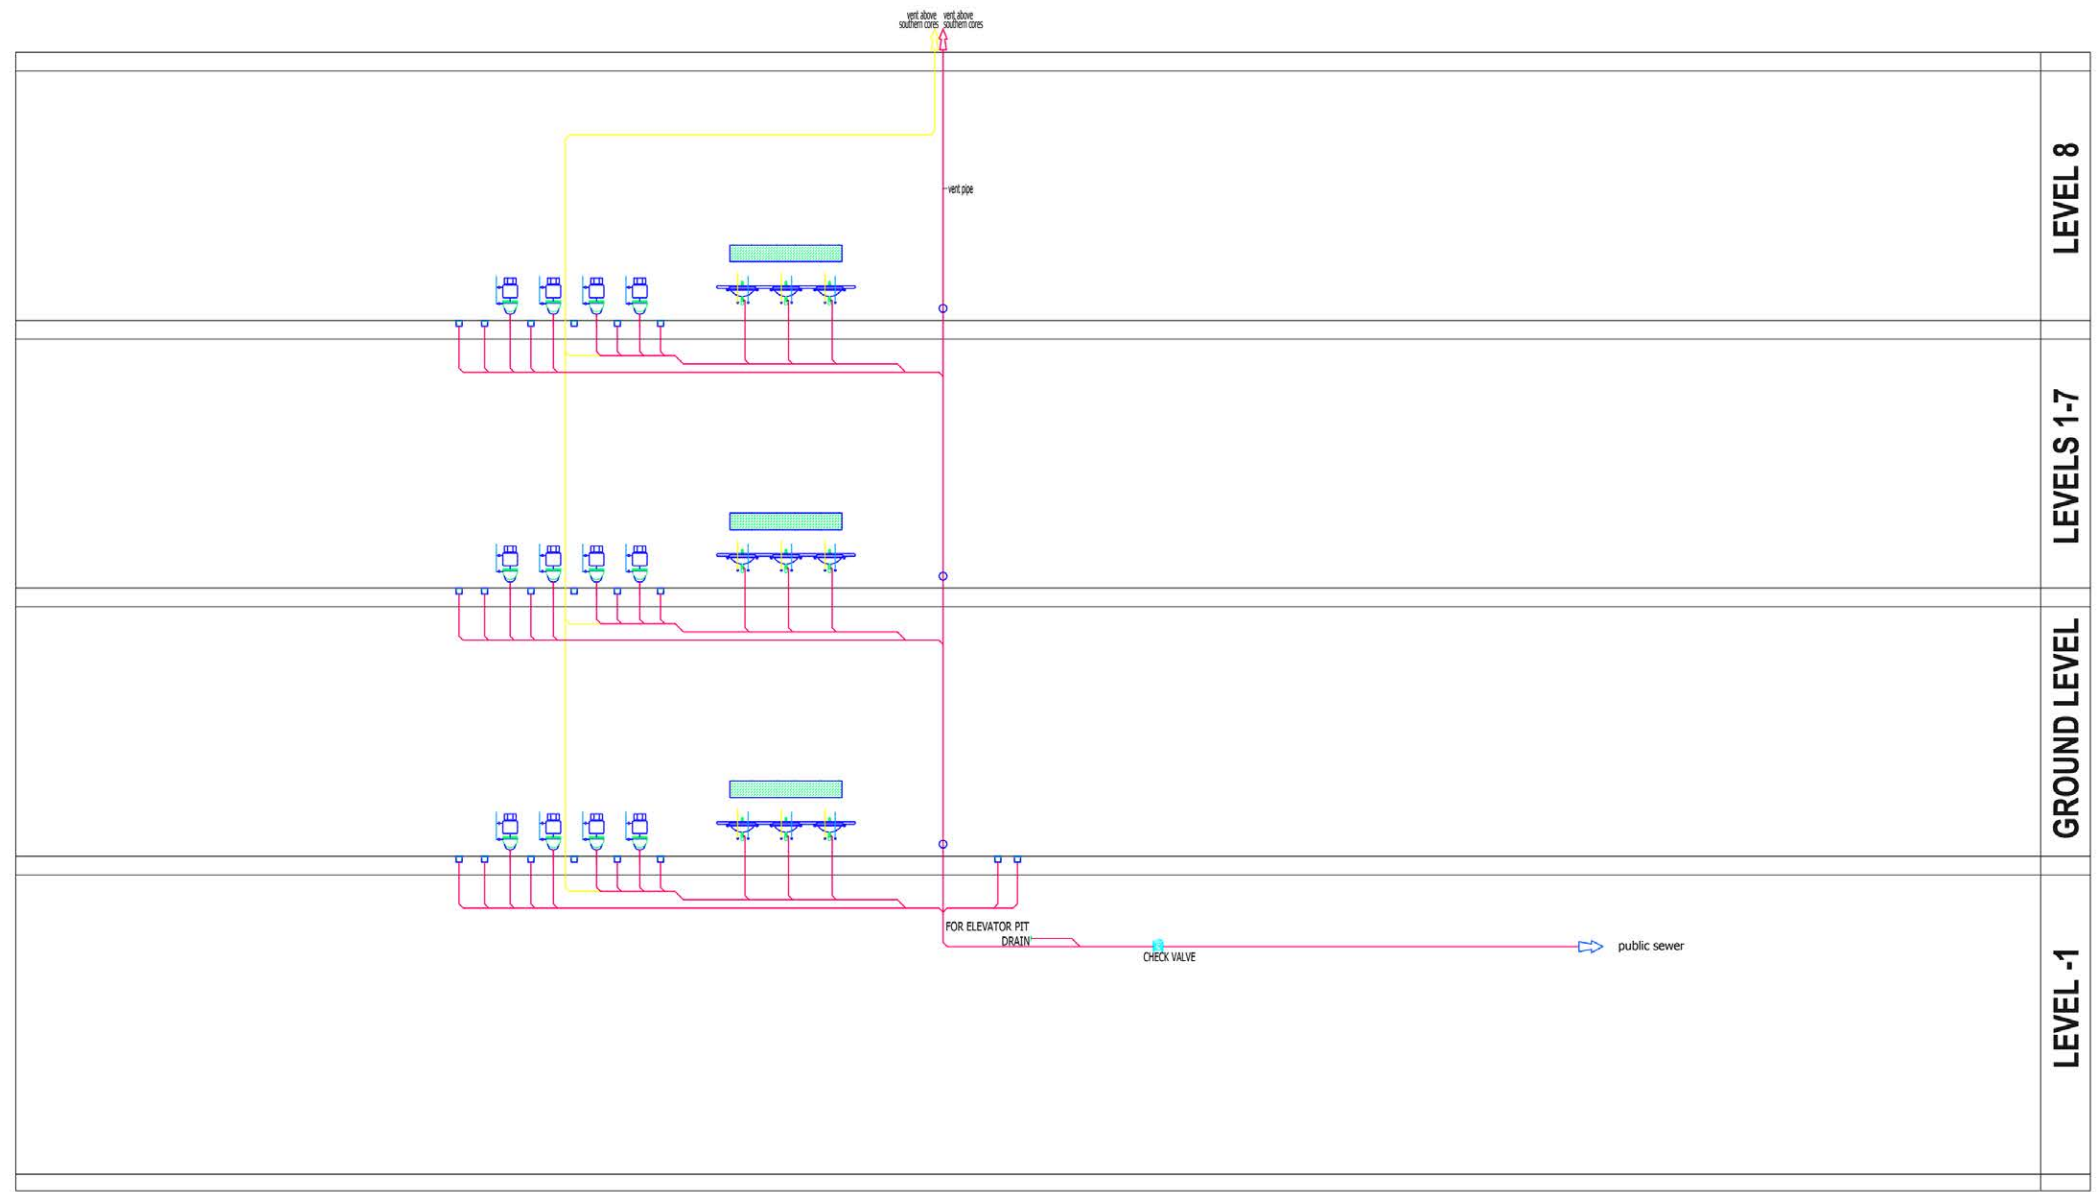 vent above
southern cores
vent above
southern cores
LEVEL 8
vent pipe
LEVELS 1-7
GROUND LEVEL
FOR ELEVATOR PIT
DRAIN
CHECK VALVE
public sewer
LEVEL -1